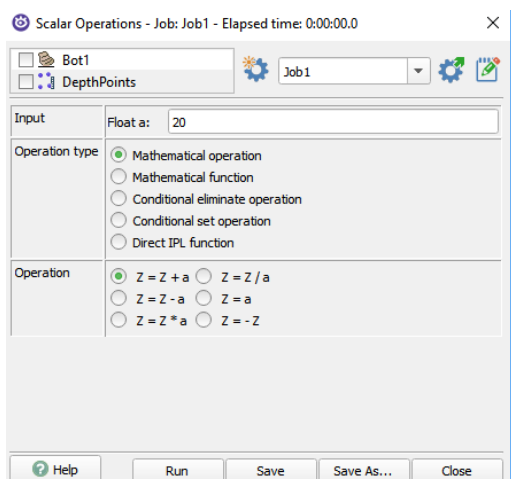 Scalar Operations - Job: Job1 - Elapsed time: 0:00:00.0
Bot1
DepthPoints
Job1
Input
Float a: 20
Operation type
Mathematical operation
Mathematical function
Conditional eliminate operation
Conditional set operation
Direct IPL function
Operation
Z = Z + a Z = Z / a
Z = Z - a Z = a
Z = Z * a Z = - Z
Help Run Save Save As... Close